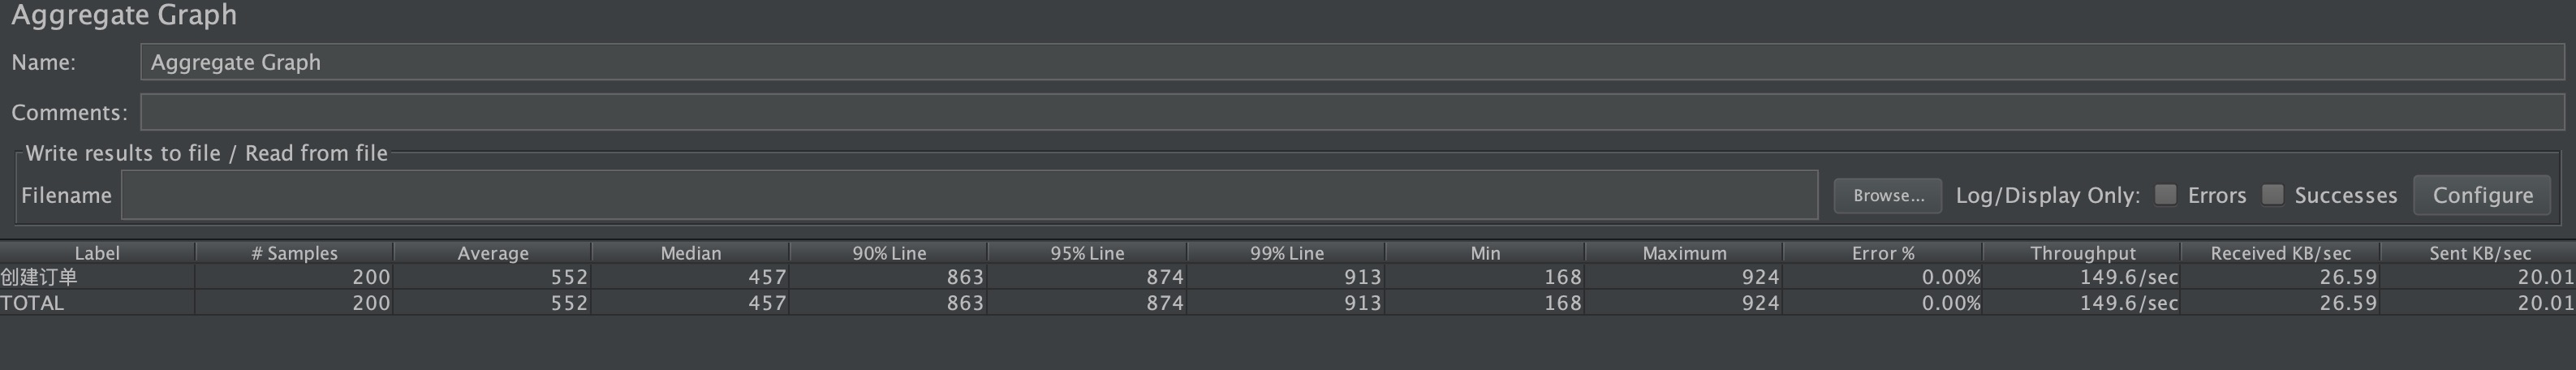 Aggregate Graph
Name: Aggregate Graph
Comments:
Write results to file / Read from file
Filename Browse... Log/Display Only: Errors Successes Configure
Label # Samples Average Median 90% Line 95% Line 99% Line Min Maximum Error % Throughput Received KB/sec Sent KB/sec
创建订单 200 552 457 863 874 913 168 924 0.00% 149.6/sec 26.59 20.01
TOTAL 200 552 457 863 874 913 168 924 0.00% 149.6/sec 26.59 20.01